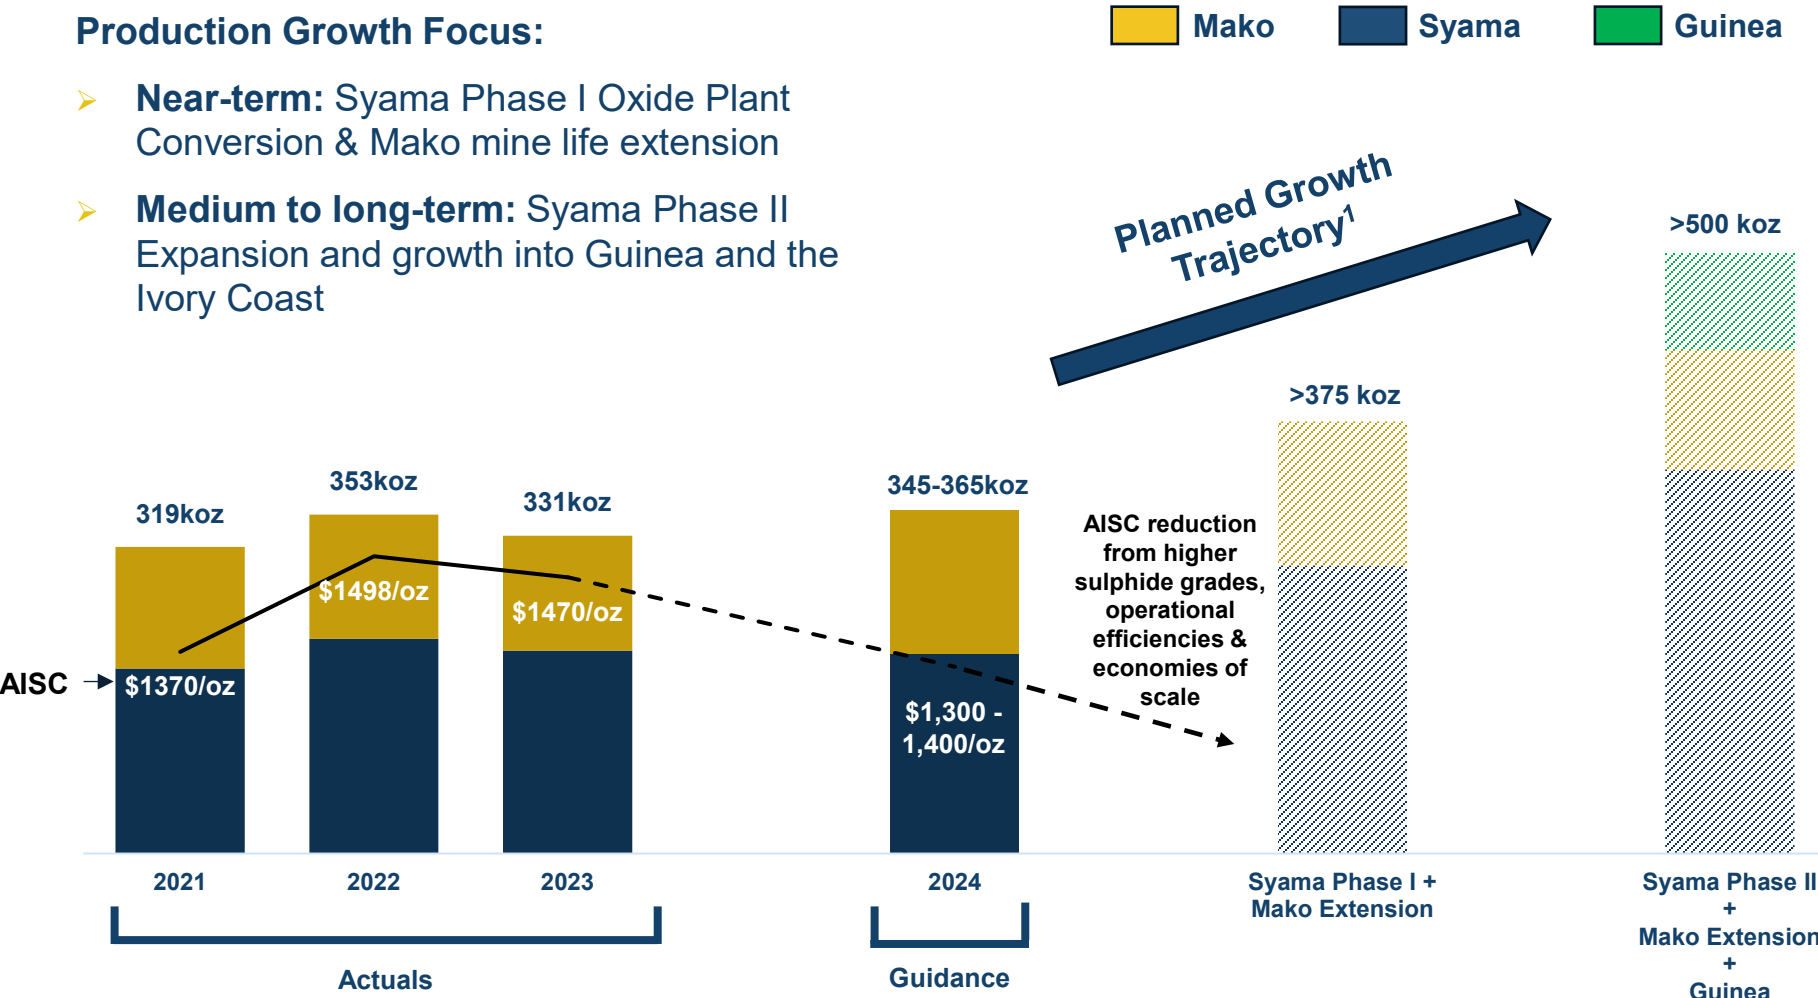 Production Growth Focus:
Mako
Syama
Guinea
➢ Near-term: Syama Phase I Oxide Plant
Conversion & Mako mine life extension
➢ Medium to long-term: Syama Phase II
Expansion and growth into Guinea and the
Ivory Coast
Planned Growth
Trajectory1
>500 koz
>375 koz
319koz
353koz
331koz
345-365koz
AISC reduction
from higher
sulphide grades,
operational
efficiencies &
economies of
scale
AISC
$1370/oz
$1498/oz
$1470/oz
$1,300 -
1,400/oz
2021
2022
2023
2024
Syama Phase I +
Mako Extension
Syama Phase II
+
Mako Extension
+
Guinea
Actuals
Guidance